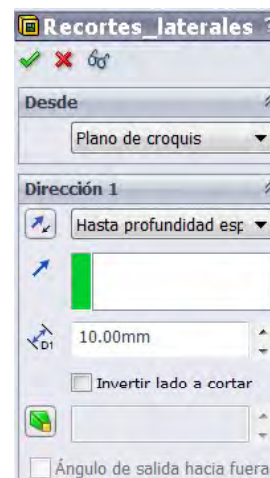 Recortes_laterales ?
Desde
Plano de croquis
Dirección 1
Hasta profundidad esp
D1
10.00mm
Invertir lado a cortar
Ángulo de salida hacia fuera